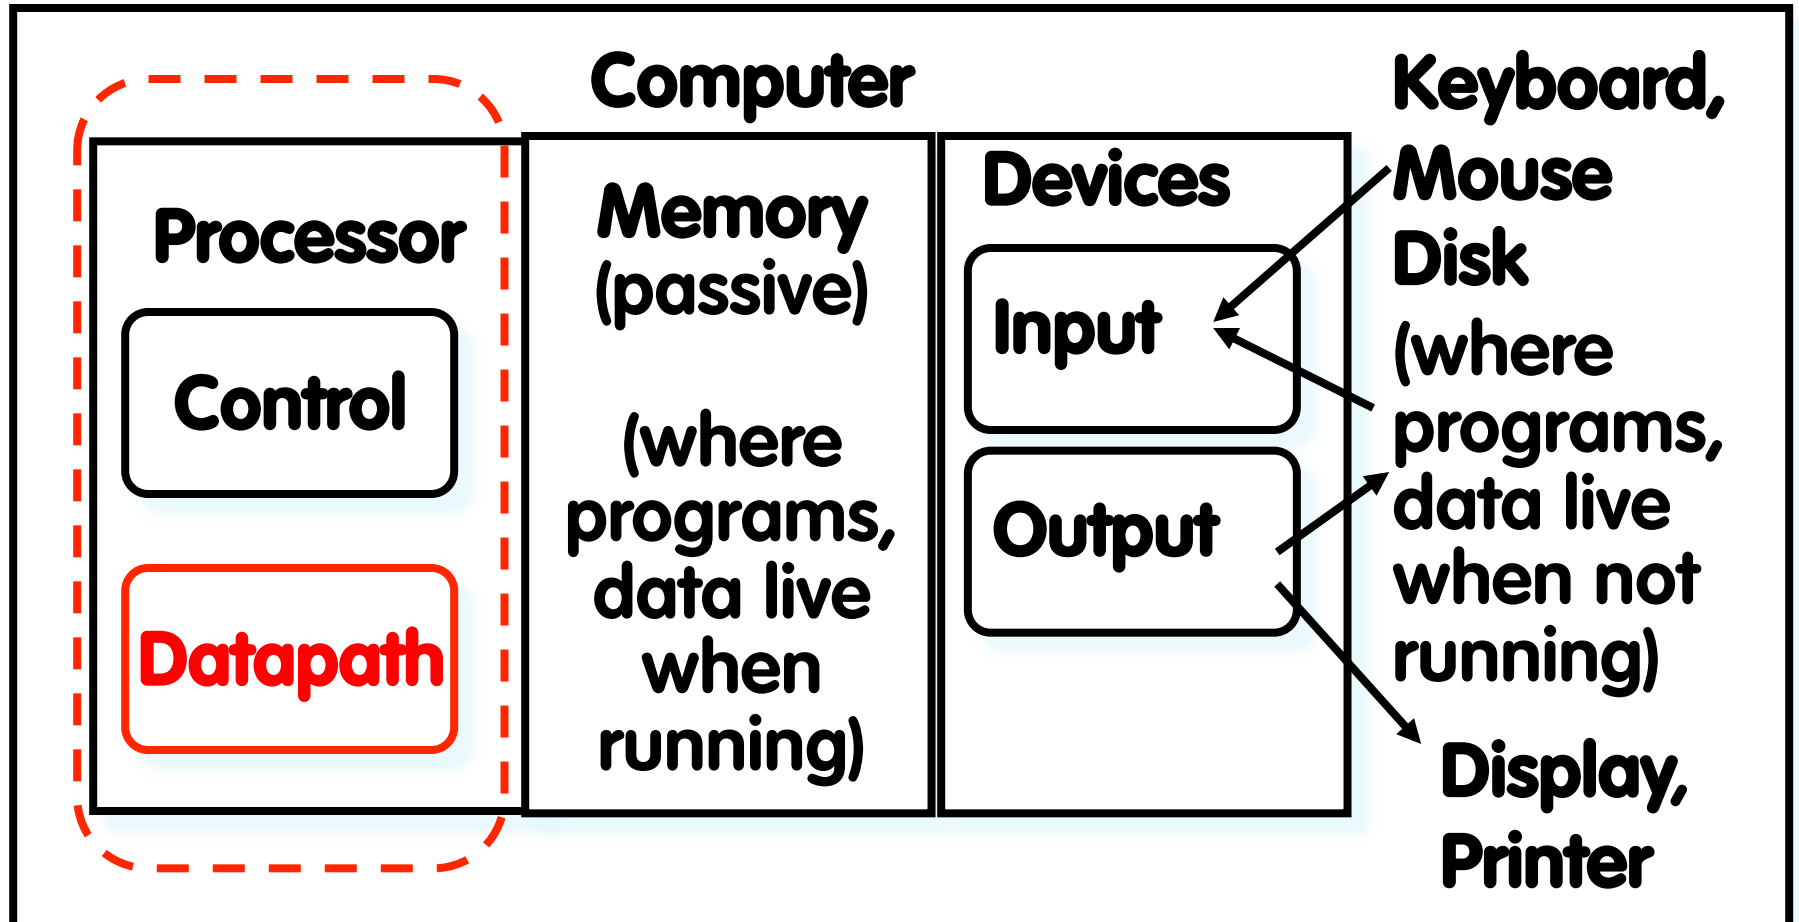 Computer
Processor
Control
Datapath
Memory
(passive)
(where
programs,
data live
when
running)
Devices
Input
Output
Keyboard,
Mouse
Disk
(where
programs,
data live
when not
running)
Display,
Printer